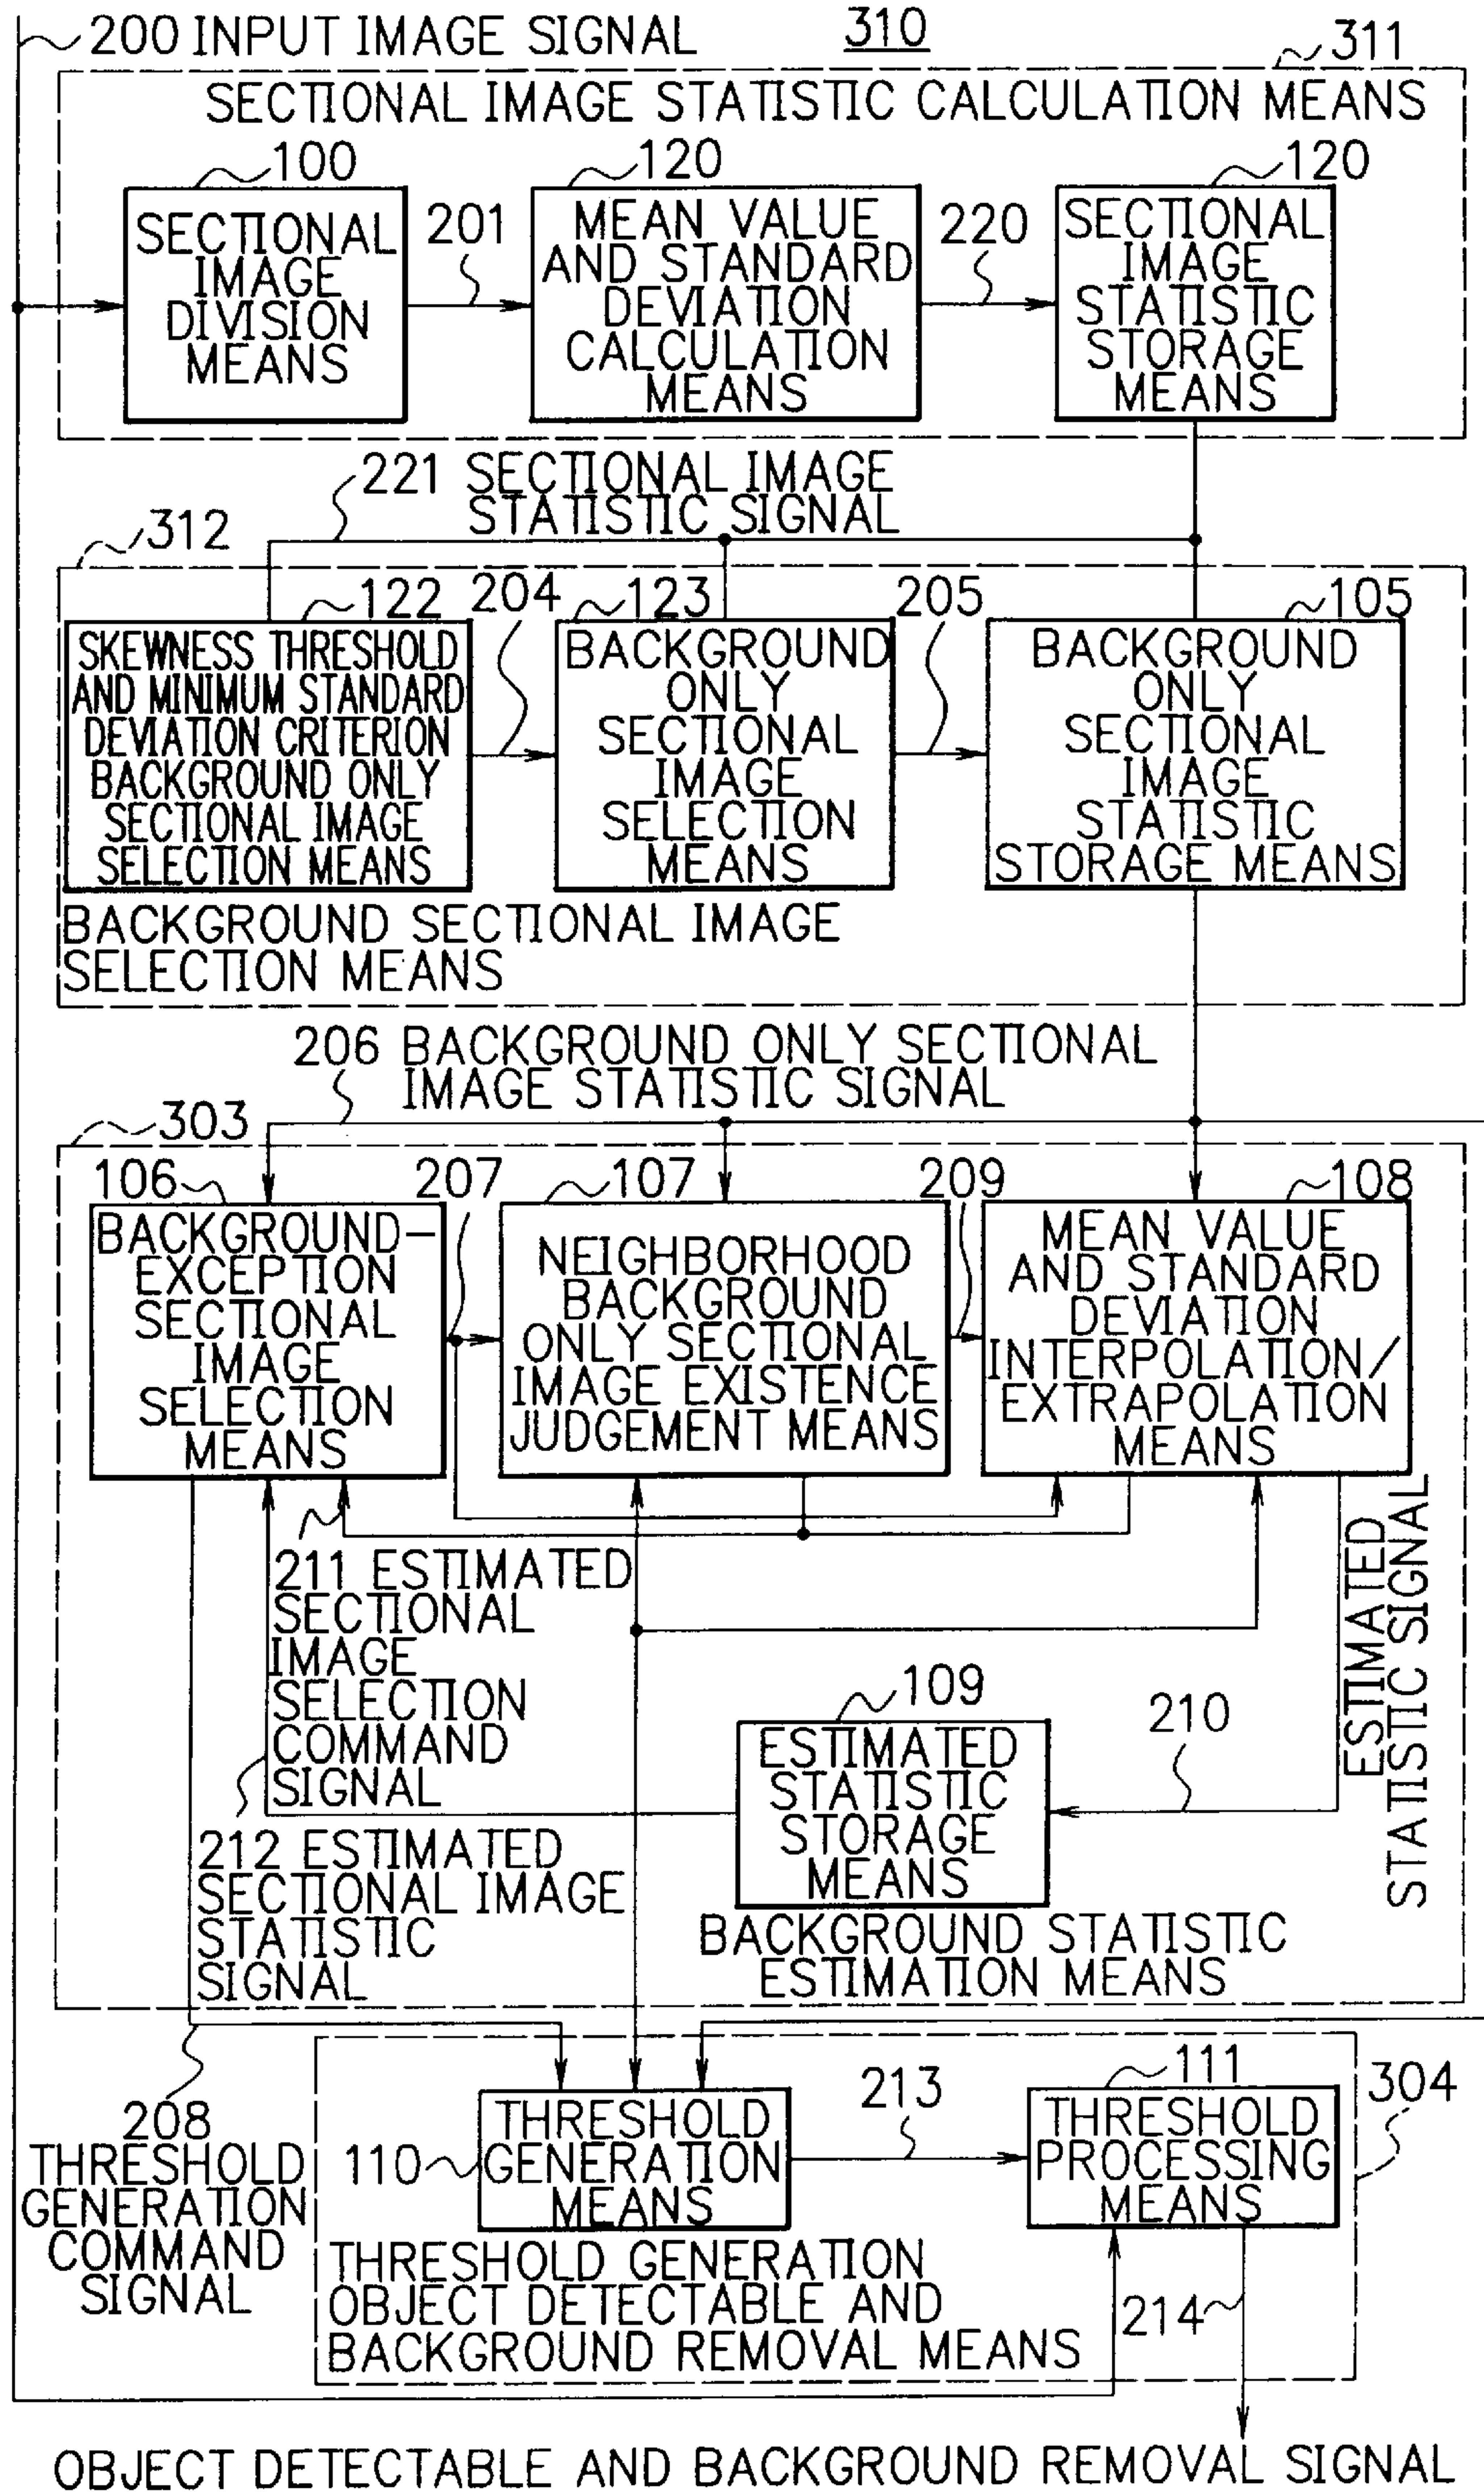 200 INPUT IMAGE SIGNAL
310
311
SECTIONAL IMAGE STATISTIC CALCULATION MEANS
100
SECTIONAL
IMAGE
DIVISION
MEANS
201
120
MEAN VALUE
AND STANDARD
DEVIATION
CALCULATION
MEANS
220
120
SECTIONAL
IMAGE
STATISTIC
STORAGE
MEANS
221 SECTIONAL IMAGE
STATISTIC SIGNAL
312
122
SKEWNESS THRESHOLD
AND MINIMUM STANDARD
DEVIATION CRITERION
BACKGROUND ONLY
SECTIONAL IMAGE
SELECTION MEANS
204
123
BACKGROUND
ONLY
SECTIONAL
IMAGE
SELECTION
MEANS
205
105
BACKGROUND
ONLY
SECTIONAL
IMAGE
STATISTIC
STORAGE MEANS
BACKGROUND SECTIONAL IMAGE
SELECTION MEANS
206 BACKGROUND ONLY SECTIONAL
IMAGE STATISTIC SIGNAL
303
106
BACKGROUND-
EXCEPTION
SECTIONAL
IMAGE
SELECTION
MEANS
207
107
NEIGHBORHOOD
BACKGROUND
ONLY SECTIONAL
IMAGE EXISTENCE
JUDGEMENT MEANS
209
108
MEAN VALUE
AND STANDARD
DEVIATION
INTERPOLATION/
EXTRAPOLATION
MEANS
211 ESTIMATED
SECTIONAL
IMAGE
SELECTION
COMMAND
SIGNAL
ESTIMATED
STATISTIC SIGNAL
109
ESTIMATED
STATISTIC
STORAGE
MEANS
210
212 ESTIMATED
SECTIONAL IMAGE
STATISTIC
SIGNAL
BACKGROUND STATISTIC
ESTIMATION MEANS
208
THRESHOLD
GENERATION
COMMAND
SIGNAL
110
THRESHOLD
GENERATION
MEANS
213
111
THRESHOLD
PROCESSING
MEANS
304
THRESHOLD GENERATION
OBJECT DETECTABLE AND
BACKGROUND REMOVAL MEANS
214
OBJECT DETECTABLE AND BACKGROUND REMOVAL SIGNAL